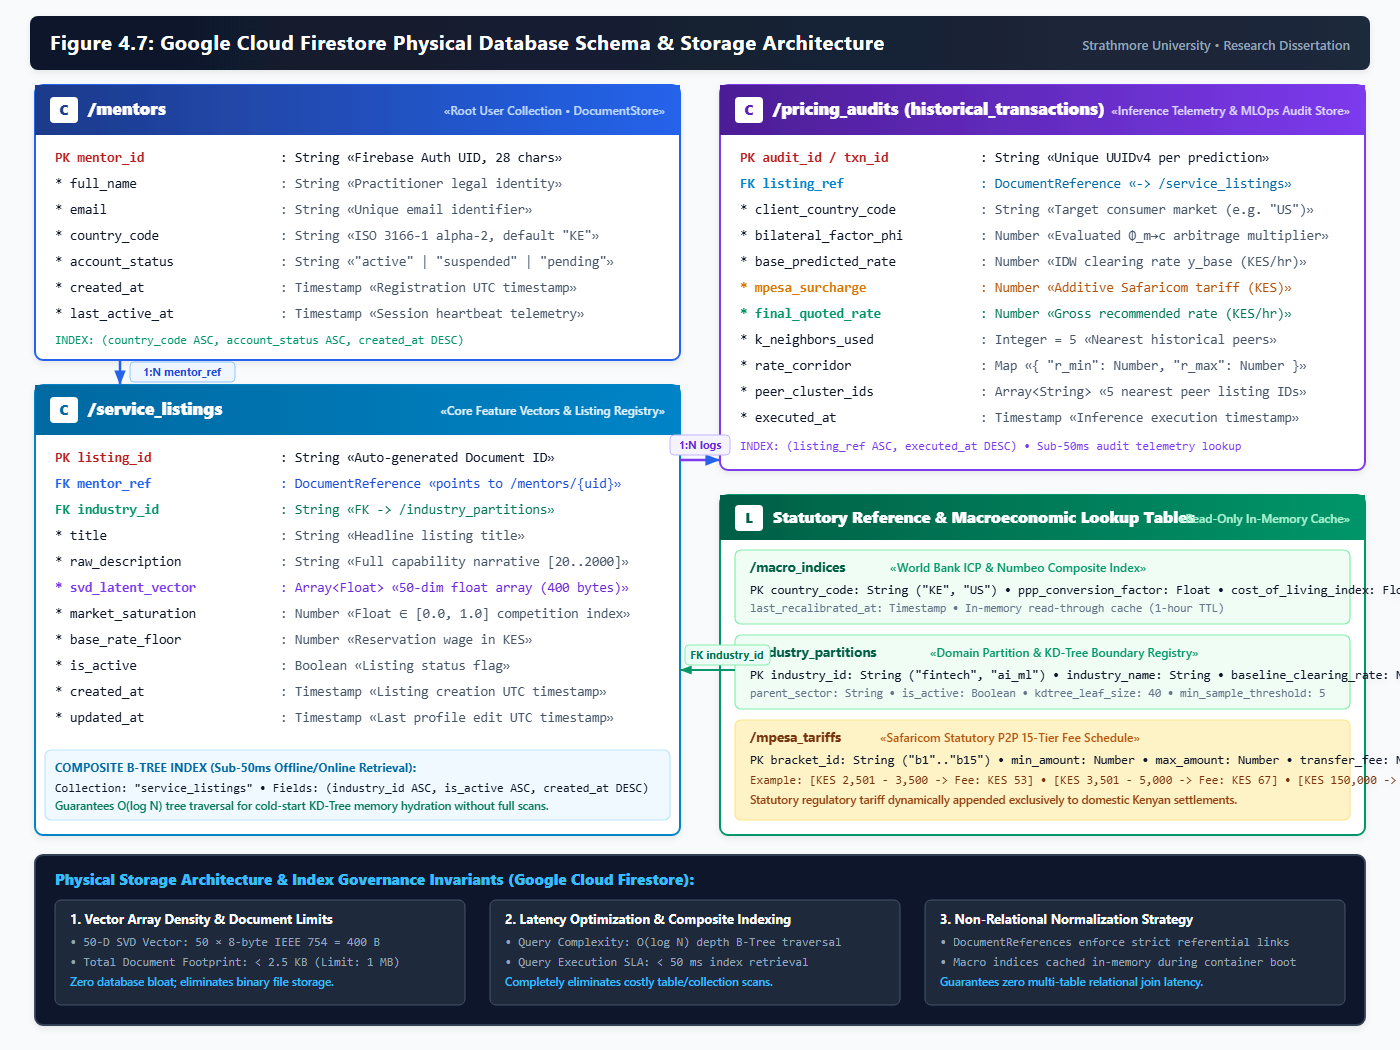 Figure 4.7: Google Cloud Firestore Physical Database Schema & Storage Architecture
Strathmore University • Research Dissertation
C /mentors «Root User Collection • DocumentStore»
PK mentor_id : String «Firebase Auth UID, 28 chars»
* full_name : String «Practitioner legal identity»
* email : String «Unique email identifier»
* country_code : String «ISO 3166-1 alpha-2, default "KE"»
* account_status : String «"active" | "suspended" | "pending"»
* created_at : Timestamp «Registration UTC timestamp»
* last_active_at : Timestamp «Session heartbeat telemetry»
INDEX: (country_code ASC, account_status ASC, created_at DESC)
1:N mentor_ref
C /service_listings «Core Feature Vectors & Listing Registry»
PK listing_id : String «Auto-generated Document ID»
FK mentor_ref : DocumentReference «points to /mentors/{uid}»
FK industry_id : String «FK -> /industry_partitions»
* title : String «Headline listing title»
* raw_description : String «Full capability narrative [20..2000]»
* svd_latent_vector : Array<Float> «50-dim float array (400 bytes)»
* market_saturation : Number «Float ∈ [0.0, 1.0] competition index»
* base_rate_floor : Number «Reservation wage in KES»
* is_active : Boolean «Listing status flag»
* created_at : Timestamp «Listing creation UTC timestamp»
* updated_at : Timestamp «Last profile edit UTC timestamp»
COMPOSITE B-TREE INDEX (Sub-50ms Offline/Online Retrieval):
Collection: "service_listings" • Fields: (industry_id ASC, is_active ASC, created_at DESC)
Guarantees O(log N) tree traversal for cold-start KD-Tree memory hydration without full scans.
1:N logs
FK industry_id
C /pricing_audits (historical_transactions) «Inference Telemetry & MLOps Audit Store»
PK audit_id / txn_id : String «Unique UUIDv4 per prediction»
FK listing_ref : DocumentReference «-> /service_listings»
* client_country_code : String «Target consumer market (e.g. "US")»
* bilateral_factor_phi : Number «Evaluated Φ_m→c arbitrage multiplier»
* base_predicted_rate : Number «IDW clearing rate y_base (KES/hr)»
* mpesa_surcharge : Number «Additive Safaricom tariff (KES)»
* final_quoted_rate : Number «Gross recommended rate (KES/hr)»
* k_neighbors_used : Integer = 5 «Nearest historical peers»
* rate_corridor : Map «{ "r_min": Number, "r_max": Number }»
* peer_cluster_ids : Array<String> «5 nearest peer listing IDs»
* executed_at : Timestamp «Inference execution timestamp»
INDEX: (listing_ref ASC, executed_at DESC) • Sub-50ms audit telemetry lookup
L Statutory Reference & Macroeconomic Lookup Tables Read-Only In-Memory Cache»
/macro_indices «World Bank ICP & Numbeo Composite Index»
PK country_code: String ("KE", "US") • ppp_conversion_factor: Float • cost_of_living_index: Flo
last_recalibrated_at: Timestamp • In-memory read-through cache (1-hour TTL)
dustry_partitions «Domain Partition & KD-Tree Boundary Registry»
PK industry_id: String ("fintech", "ai_ml") • industry_name: String • baseline_clearing_rate: N
parent_sector: String • is_active: Boolean • kdtree_leaf_size: 40 • min_sample_threshold: 5
/mpesa_tariffs «Safaricom Statutory P2P 15-Tier Fee Schedule»
PK bracket_id: String ("b1".."b15") • min_amount: Number • max_amount: Number • transfer_fee: N
Example: [KES 2,501 - 3,500 -> Fee: KES 53] • [KES 3,501 - 5,000 -> Fee: KES 67] • [KES 150,000 ->
Statutory regulatory tariff dynamically appended exclusively to domestic Kenyan settlements.
Physical Storage Architecture & Index Governance Invariants (Google Cloud Firestore):
1. Vector Array Density & Document Limits
• 50-D SVD Vector: 50 × 8-byte IEEE 754 = 400 B
• Total Document Footprint: < 2.5 KB (Limit: 1 MB)
Zero database bloat; eliminates binary file storage.
2. Latency Optimization & Composite Indexing
• Query Complexity: O(log N) depth B-Tree traversal
• Query Execution SLA: < 50 ms index retrieval
Completely eliminates costly table/collection scans.
3. Non-Relational Normalization Strategy
• DocumentReferences enforce strict referential links
• Macro indices cached in-memory during container boot
Guarantees zero multi-table relational join latency.